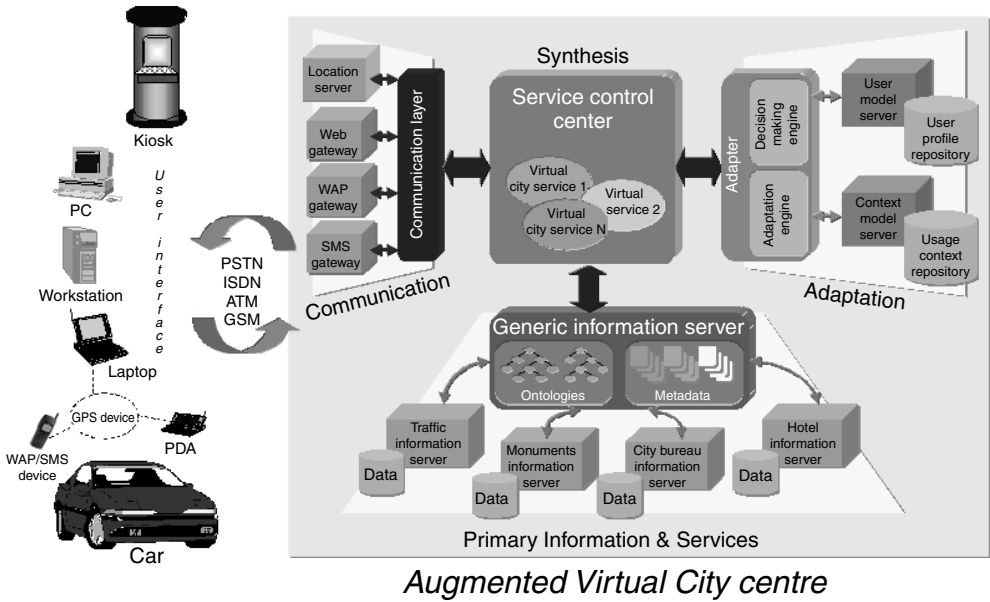 Kiosk
PC
Workstation
Laptop
GPS device
WAP/SMS
device
PDA
Car
User interface
PSTN
ISDN
ATM
GSM
Location
server
Web
gateway
WAP
gateway
SMS
gateway
Communication layer
Communication
Synthesis
Service control
center
Virtual
city service 1
Virtual
service 2
Virtual
city service N
Adapter
Decision
making
engine
Adaptation
engine
User
model
server
User
profile
repository
Context
model
server
Usage
context
repository
Adaptation
Generic information server
Ontologies
Metadata
Traffic
information
server
Data
Monuments
information
server
Data
City bureau
information
server
Data
Hotel
information
server
Data
Primary Information & Services
Augmented Virtual City centre